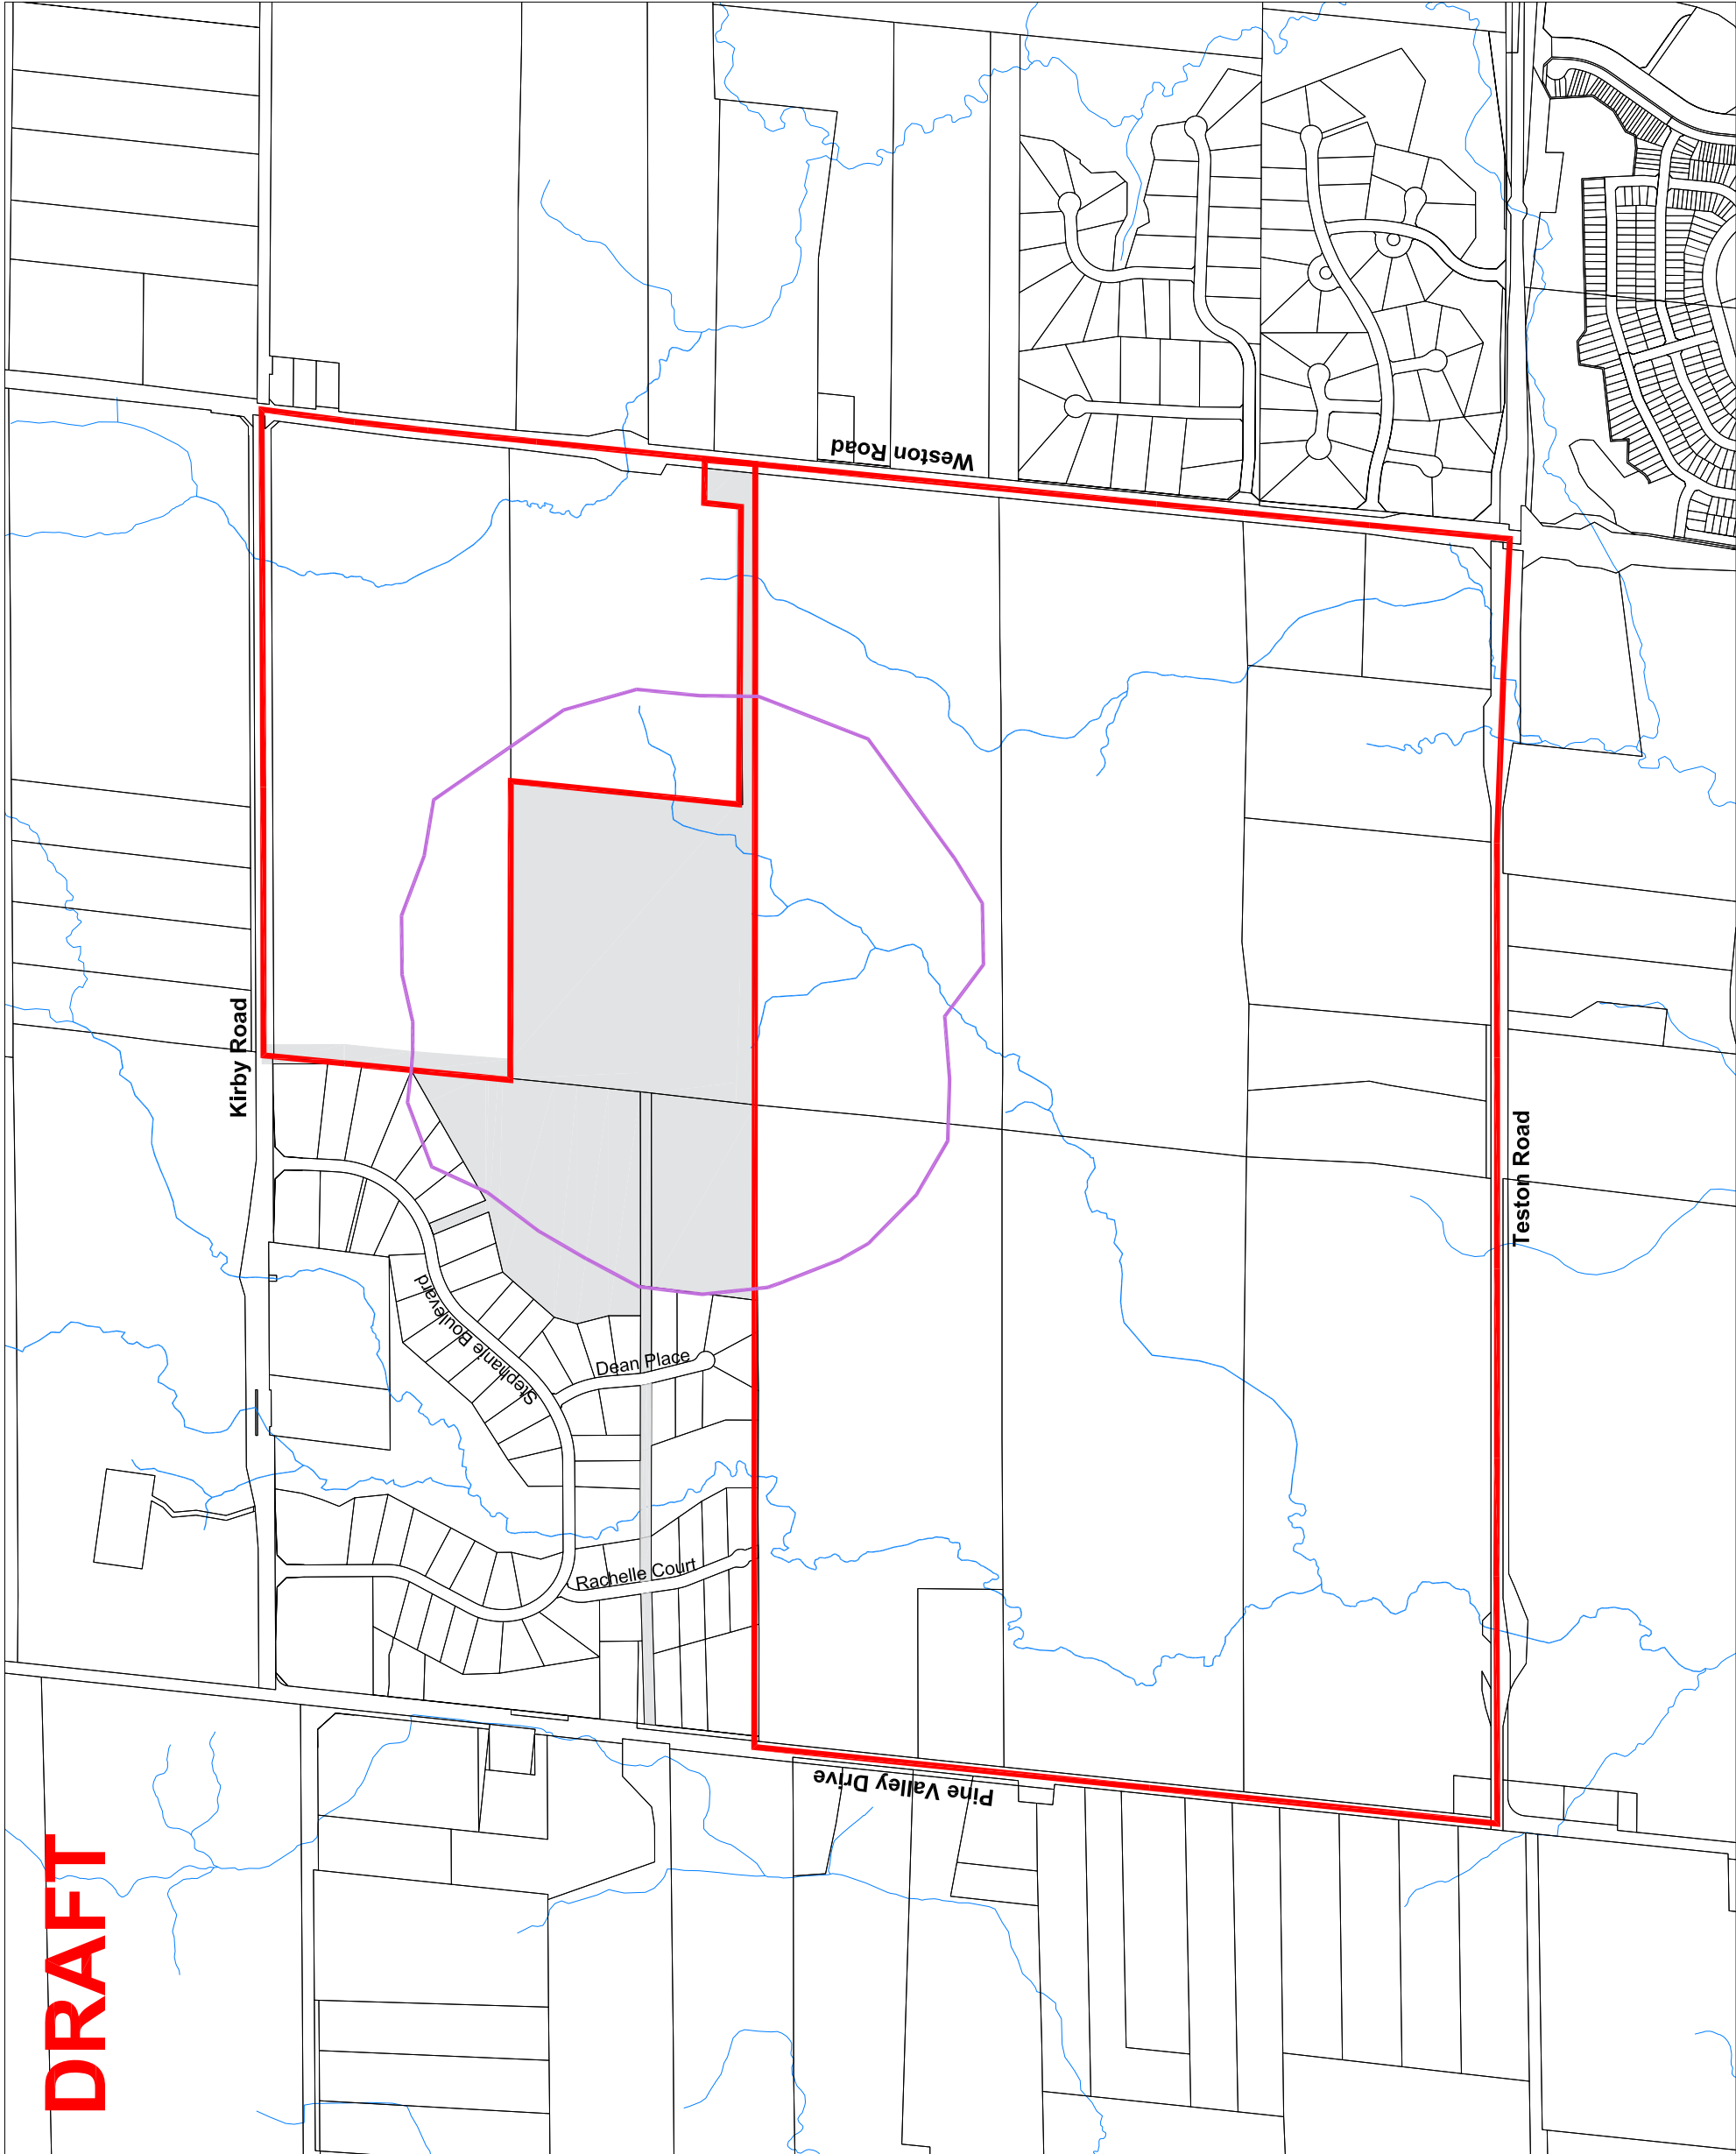 Weston Road
Kirby Road
Teston Road
Stephanie Boulevard
Dean Place
Rachelle Court
Pine Valley Drive
DRAFT